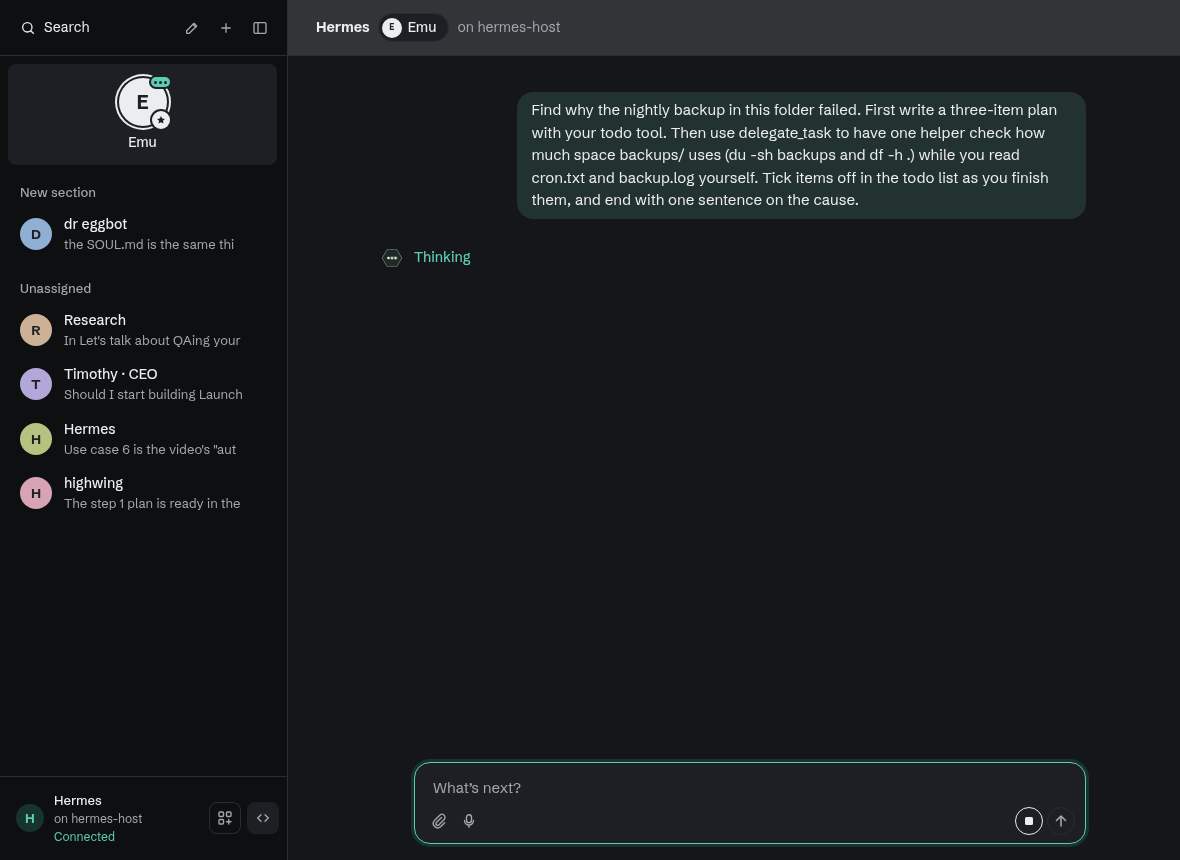 Search
E
Emu
New section
D
dr eggbot
the SOUL.md is the same thi
Unassigned
R
Research
In Let's talk about QAing your
T
Timothy · CEO
Should I start building Launch
H
Hermes
Use case 6 is the video's "aut
H
highwing
The step 1 plan is ready in the
H
Hermes
on hermes-host
Connected
Hermes E Emu on hermes-host
Find why the nightly backup in this folder failed. First write a three-item plan
with your todo tool. Then use delegate_task to have one helper check how
much space backups/ uses (du -sh backups and df -h .) while you read
cron.txt and backup.log yourself. Tick items off in the todo list as you finish
them, and end with one sentence on the cause.
Thinking
What's next?